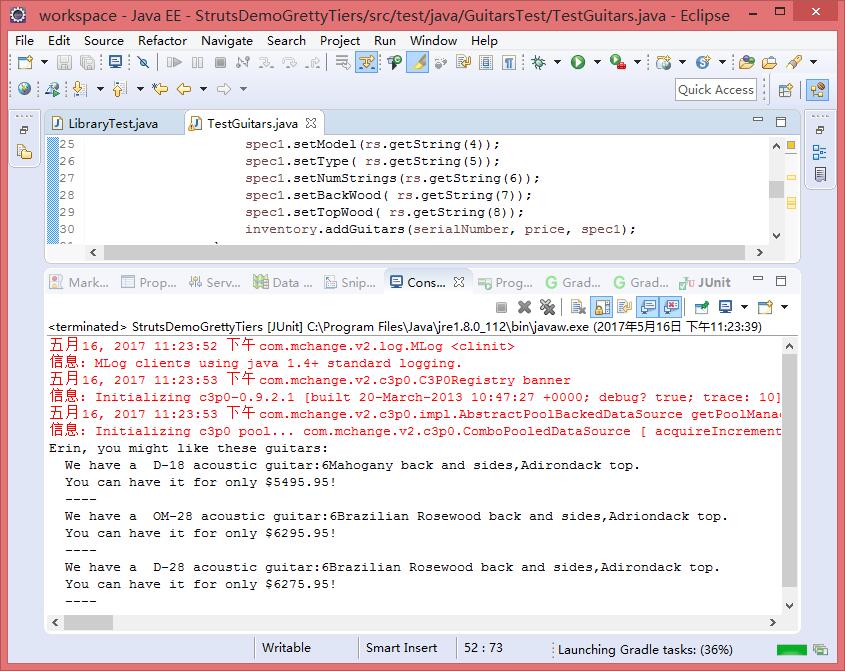 workspace - Java EE - StrutsDemoGrettyTiers/src/test/java/GuitarsTest/TestGuitars.java - Eclipse
File Edit Source Refactor Navigate Search Project Run Window Help
Quick Access
LibraryTest.java TestGuitars.java
25 spec1.setModel(rs.getString(4));
26 spec1.setType( rs.getString(5));
27 spec1.setNumStrings(rs.getString(6));
28 spec1.setBackWood( rs.getString(7));
29 spec1.setTopWood( rs.getString(8));
30 inventory.addGuitars(serialNumber, price, spec1);
Mark... Prop... Serv... Data ... Snip... Cons... Prog... Grad... Grad... JUnit
<terminated> StrutsDemoGrettyTiers [JUnit] C:\Program Files\Java\jre1.8.0_112\bin\javaw.exe (2017年5月16日 下午11:23:39)
五月 16, 2017 11:23:52 下午 com.mchange.v2.log.MLog <clinit>
信息: MLog clients using java 1.4+ standard logging.
五月 16, 2017 11:23:53 下午 com.mchange.v2.c3p0.C3P0Registry banner
信息: Initializing c3p0-0.9.2.1 [built 20-March-2013 10:47:27 +0000; debug? true; trace: 10]
五月 16, 2017 11:23:53 下午 com.mchange.v2.c3p0.impl.AbstractPoolBackedDataSource getPoolMana
信息: Initializing c3p0 pool... com.mchange.v2.c3p0.ComboPooledDataSource [ acquireIncrement
Erin, you might like these guitars:
We have a  D-18 acoustic guitar:6Mahogany back and sides,Adirondack top.
You can have it for only $5495.95!
----
We have a  OM-28 acoustic guitar:6Brazilian Rosewood back and sides,Adriondack top.
You can have it for only $6295.95!
----
We have a  D-28 acoustic guitar:6Brazilian Rosewood back and sides,Adirondack top.
You can have it for only $6275.95!
----
Writable Smart Insert 52 : 73 Launching Gradle tasks: (36%)